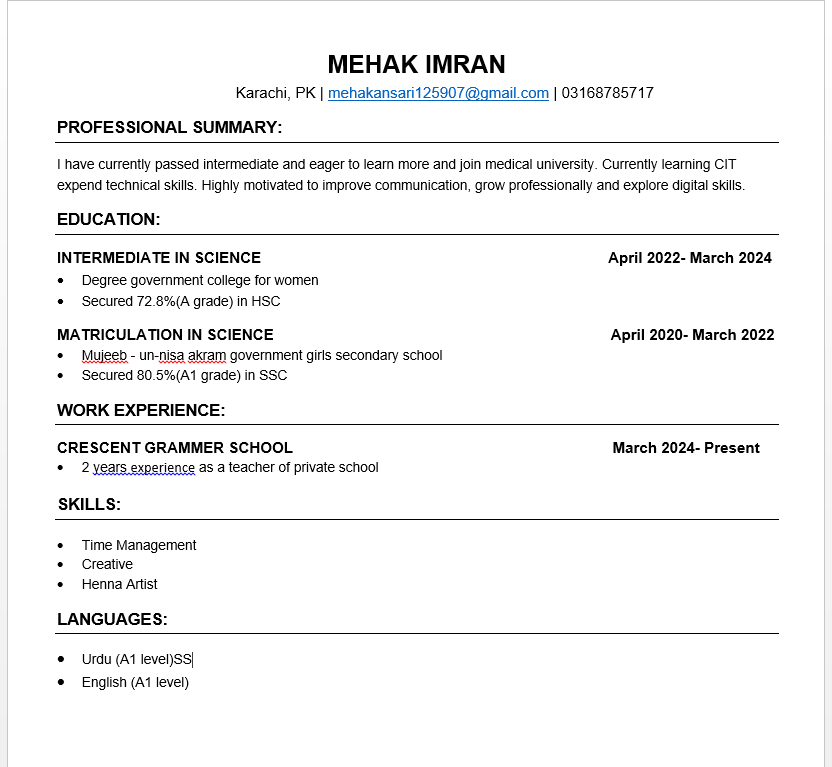 MEHAK IMRAN
Karachi, PK | mehakansari125907@gmail.com | 03168785717
PROFESSIONAL SUMMARY:
I have currently passed intermediate and eager to learn more and join medical university. Currently learning CIT
expend technical skills. Highly motivated to improve communication, grow professionally and explore digital skills.
EDUCATION:
INTERMEDIATE IN SCIENCE April 2022- March 2024
• Degree government college for women
• Secured 72.8%(A grade) in HSC
MATRICULATION IN SCIENCE April 2020- March 2022
• Mujeeb - un-nisa akram government girls secondary school
• Secured 80.5%(A1 grade) in SSC
WORK EXPERIENCE:
CRESCENT GRAMMER SCHOOL March 2024- Present
• 2 years experience as a teacher of private school
SKILLS:
• Time Management
• Creative
• Henna Artist
LANGUAGES:
• Urdu (A1 level)SS
• English (A1 level)